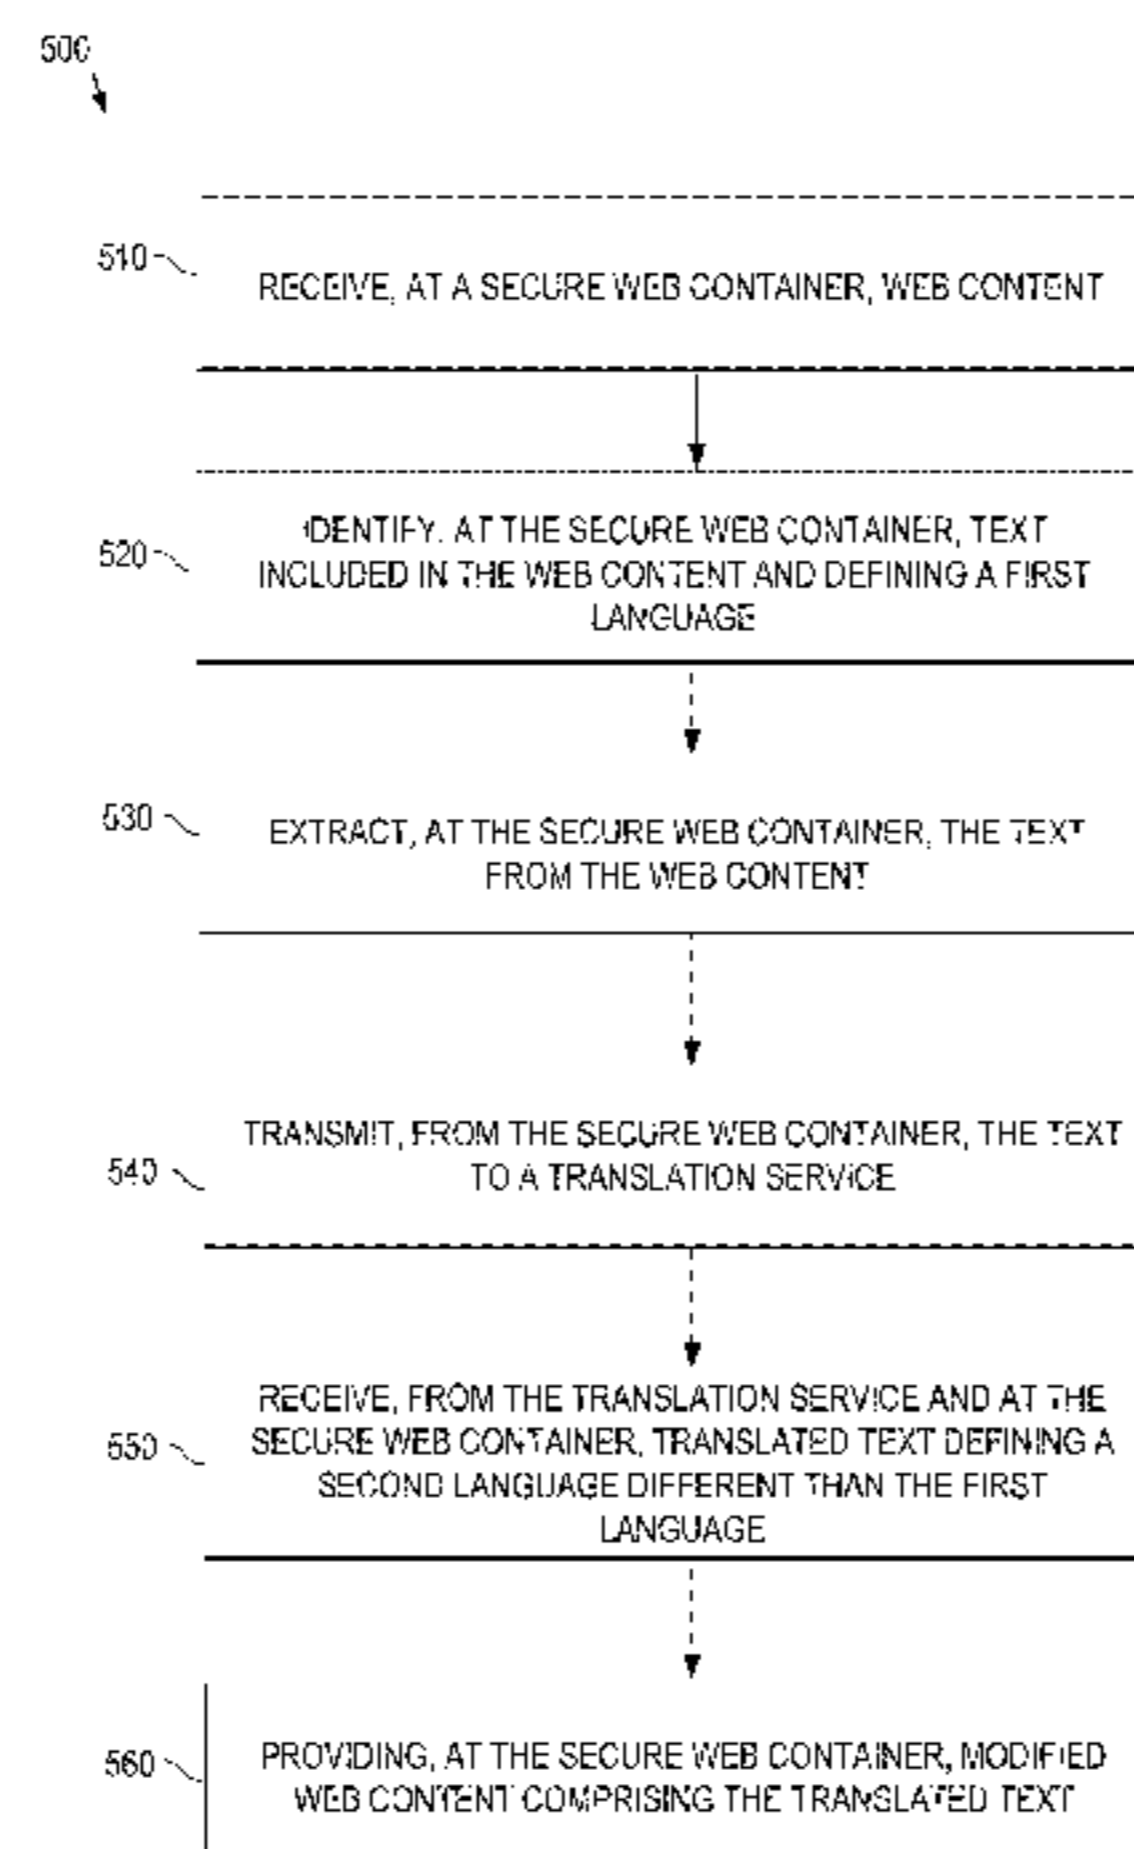 500
510
RECEIVE, AT A SECURE WEB CONTAINER, WEB CONTENT
520
IDENTIFY, AT THE SECURE WEB CONTAINER, TEXT
INCLUDED IN THE WEB CONTENT AND DEFINING A FIRST
LANGUAGE
530
EXTRACT, AT THE SECURE WEB CONTAINER, THE TEXT
FROM THE WEB CONTENT
540
TRANSMIT, FROM THE SECURE WEB CONTAINER, THE TEXT
TO A TRANSLATION SERVICE
550
RECEIVE, FROM THE TRANSLATION SERVICE AND AT THE
SECURE WEB CONTAINER, TRANSLATED TEXT DEFINING A
SECOND LANGUAGE DIFFERENT THAN THE FIRST
LANGUAGE
560
PROVIDING, AT THE SECURE WEB CONTAINER, MODIFIED
WEB CONTENT COMPRISING THE TRANSLATED TEXT